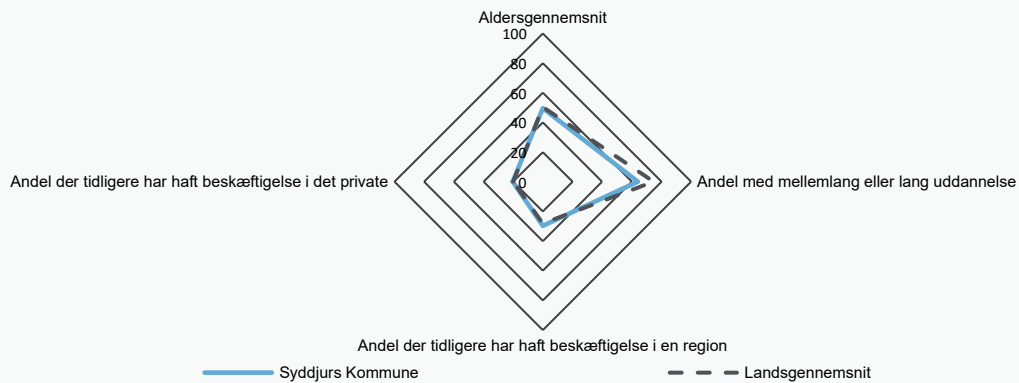 Aldersgennemsnit
100
80
60
40
20
0
Andel der tidligere har haft beskæftigelse i det private
Andel med mellemlang eller lang uddannelse
Andel der tidligere har haft beskæftigelse i en region
Syddjurs Kommune
Landsgennemsnit